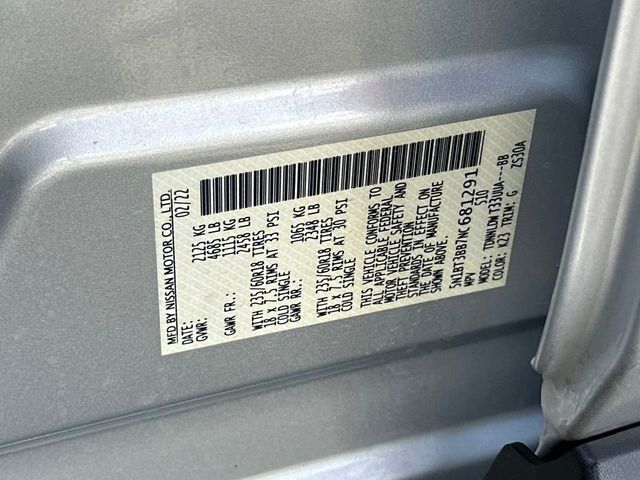 MFD BY NISSAN MOTOR CO., LTD.
DATE: 02/22
GVWR: 2125 KG
4685 LB
GAWR FR.: 1115 KG
2458 LB
WITH 235/60R18 TIRES
18 X 7.5 RIMS AT 33 PSI
COLD SINGLE
GAWR RR.: 1065 KG
2348 LB
WITH 235/60R18 TIRES
18 X 7.5 RIMS AT 30 PSI
COLD SINGLE
THIS VEHICLE CONFORMS TO
ALL APPLICABLE FEDERAL
MOTOR VEHICLE SAFETY AND
THEFT PREVENTION
STANDARDS IN EFFECT ON
THE DATE OF MANUFACTURE
SHOWN ABOVE.
5N1BT3BB7NC681291
MPV 510
MODEL:
COLOR: K23 TRIM: G ZS30A